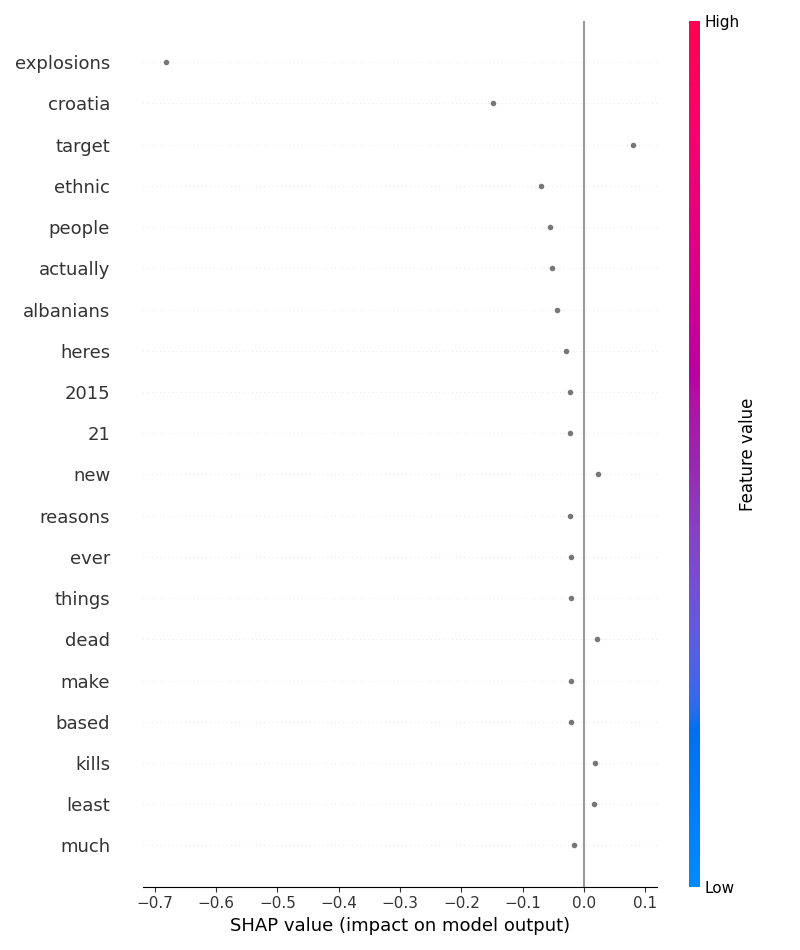 High
explosions
croatia
target
ethnic
people
actually
albanians
heres
2015
21
new
reasons
ever
things
dead
make
based
kills
least
much
Feature value
Low
−0.7 −0.6 −0.5 −0.4 −0.3 −0.2 −0.1 0.0 0.1
SHAP value (impact on model output)